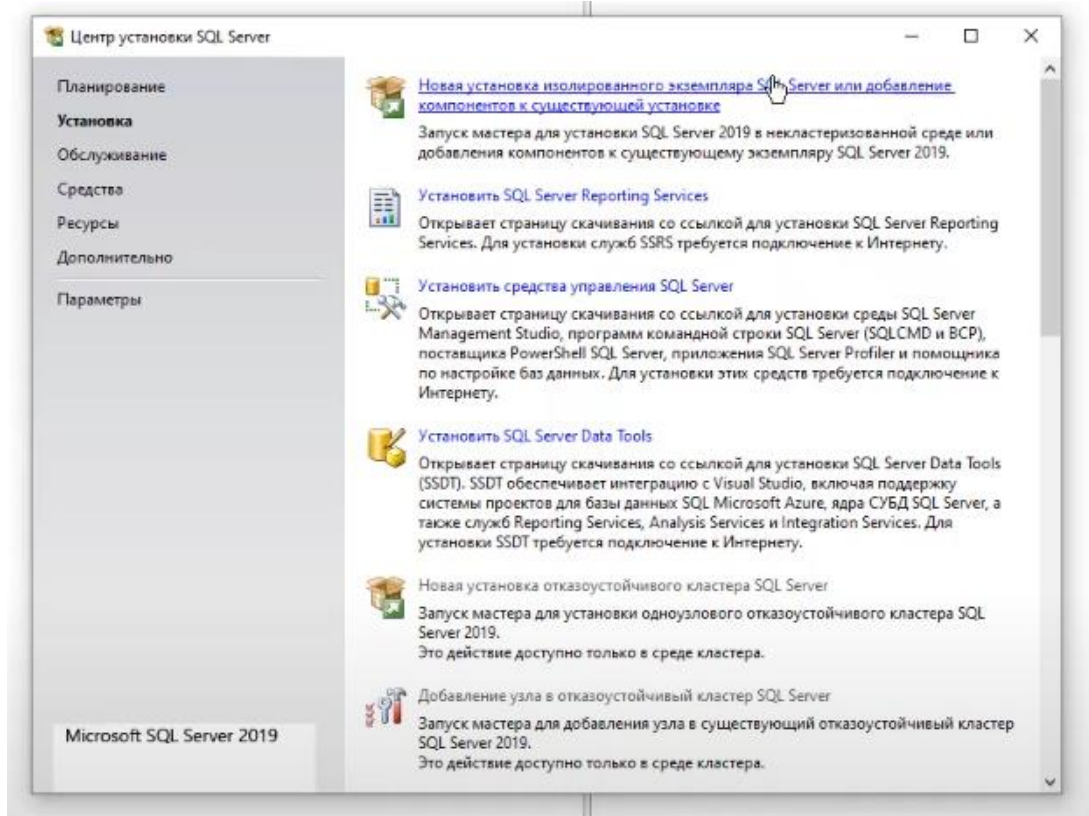 Центр установки SQL Server
Планирование
Установка
Обслуживание
Средства
Ресурсы
Дополнительно
Параметры
Microsoft SQL Server 2019
Новая установка изолированного экземпляра SQL Server или добавление
компонентов к существующей установке
Запуск мастера для установки SQL Server 2019 в некластеризованной среде или
добавления компонентов к существующему экземпляру SQL Server 2019.
Установить SQL Server Reporting Services
Открывает страницу скачивания со ссылкой для установки SQL Server Reporting
Services. Для установки служб SSRS требуется подключение к Интернету.
Установить средства управления SQL Server
Открывает страницу скачивания со ссылкой для установки среды SQL Server
Management Studio, программ командной строки SQL Server (SQLCMD и BCP),
поставщика PowerShell SQL Server, приложения SQL Server Profiler и помощника
по настройке баз данных. Для установки этих средств требуется подключение к
Интернету.
Установить SQL Server Data Tools
Открывает страницу скачивания со ссылкой для установки SQL Server Data Tools
(SSDT). SSDT обеспечивает интеграцию с Visual Studio, включая поддержку
системы проектов для базы данных SQL Microsoft Azure, ядра СУБД SQL Server, а
также служб Reporting Services, Analysis Services и Integration Services. Для
установки SSDT требуется подключение к Интернету.
Новая установка отказоустойчивого кластера SQL Server
Запуск мастера для установки одноузлового отказоустойчивого кластера SQL
Server 2019.
Это действие доступно только в среде кластера.
Добавление узла в отказоустойчивый кластер SQL Server
Запуск мастера для добавления узла в существующий отказоустойчивый кластер
SQL Server 2019.
Это действие доступно только в среде кластера.